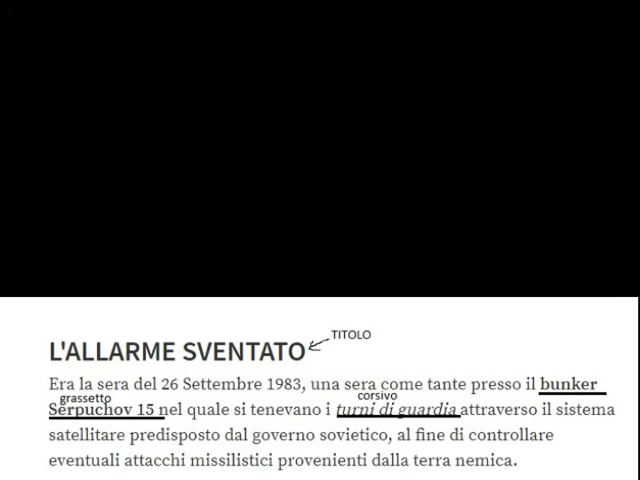 L'ALLARME SVENTATO
TITOLO
Era la sera del 26 Settembre 1983, una sera come tante presso il bunker
grassetto
corsivo
Serpuchov 15 nel quale si tenevano i turni di guardia attraverso il sistema
satellitare predisposto dal governo sovietico, al fine di controllare
eventuali attacchi missilistici provenienti dalla terra nemica.